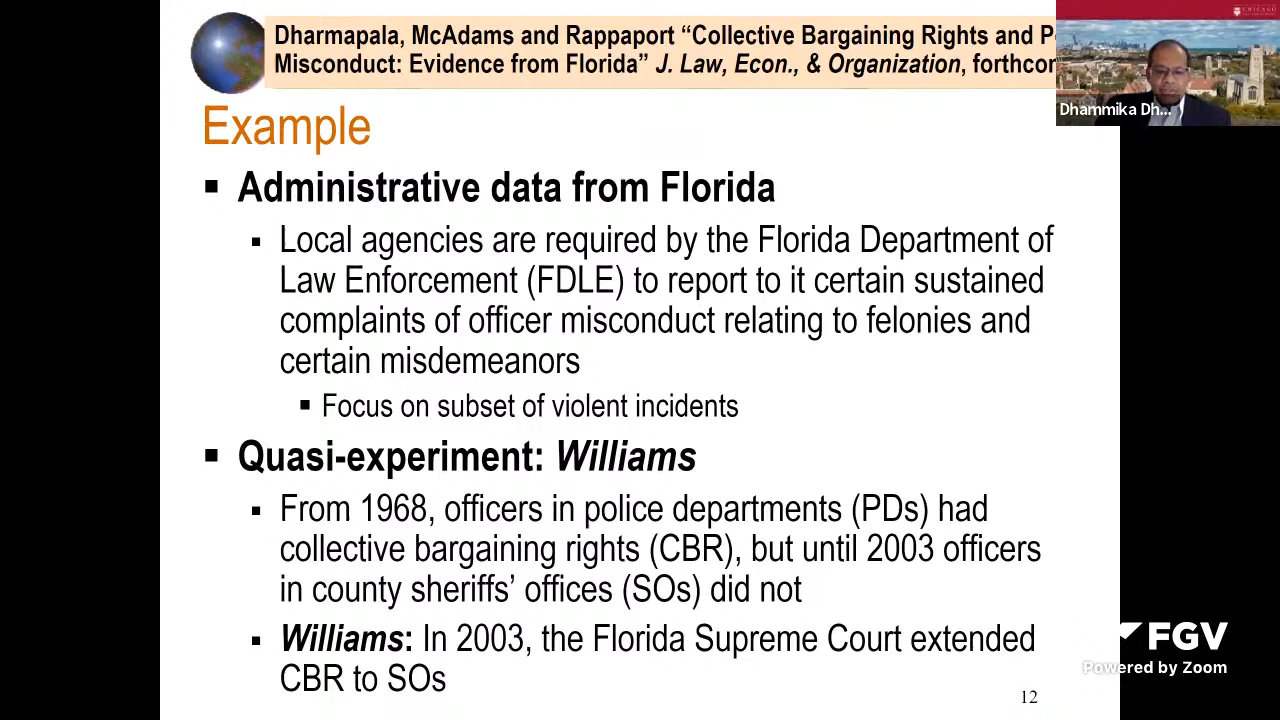 Dharmapala, McAdams and Rappaport “Collective Bargaining Rights and P
Misconduct: Evidence from Florida” J. Law, Econ., & Organization, forthcom
CHICAGO
Dhammika Dh...
Example
▪ Administrative data from Florida
▪ Local agencies are required by the Florida Department of
Law Enforcement (FDLE) to report to it certain sustained
complaints of officer misconduct relating to felonies and
certain misdemeanors
▪ Focus on subset of violent incidents
▪ Quasi-experiment: Williams
▪ From 1968, officers in police departments (PDs) had
collective bargaining rights (CBR), but until 2003 officers
in county sheriffs’ offices (SOs) did not
▪ Williams: In 2003, the Florida Supreme Court extended
CBR to SOs
12
FGV
Powered by Zoom